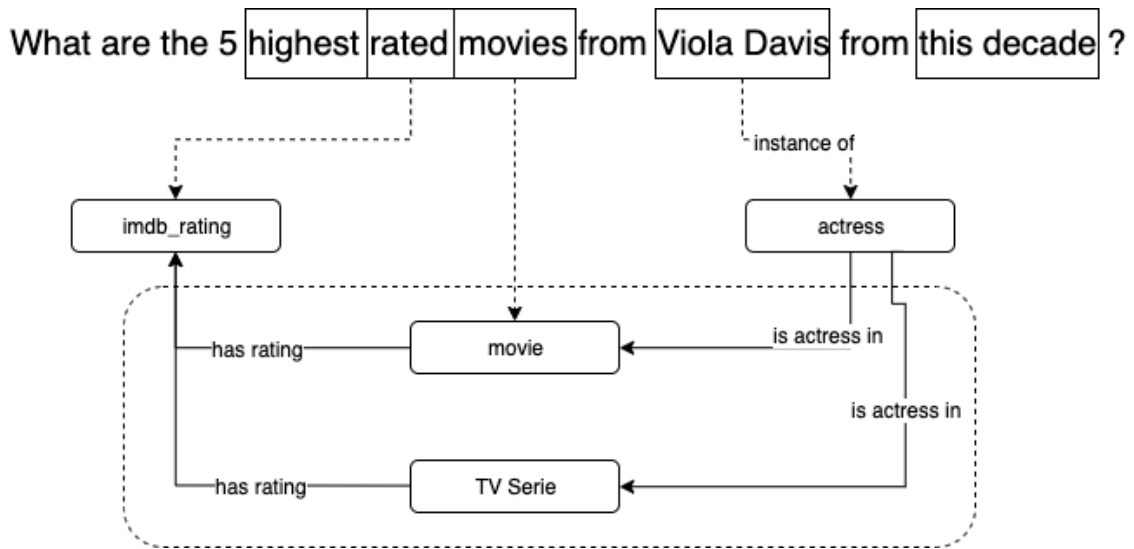 What are the 5 highest rated movies from Viola Davis from this decade ?
instance of
imdb_rating
actress
is actress in
has rating
movie
is actress in
has rating
TV Serie